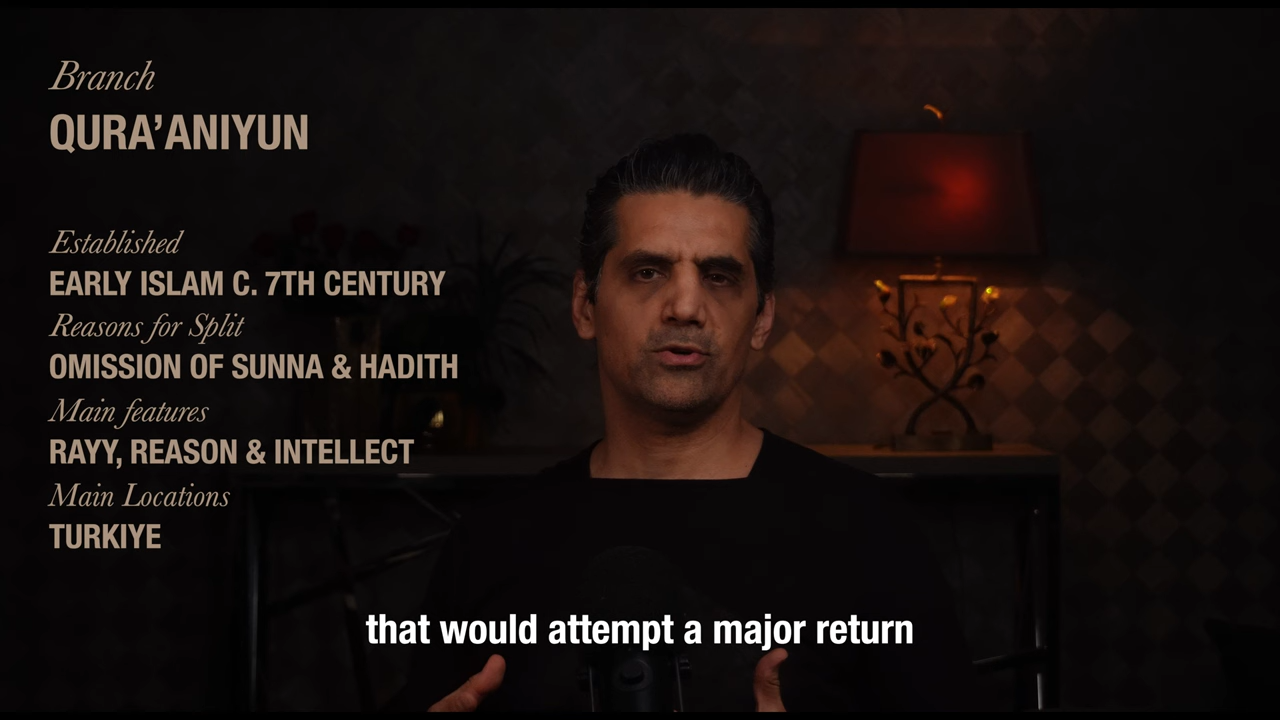 Branch
QURA’ANIYUN
Established
EARLY ISLAM C. 7TH CENTURY
Reasons for Split
OMISSION OF SUNNA & HADITH
Main features
RAYY, REASON & INTELLECT
Main Locations
TURKIYE
that would attempt a major return